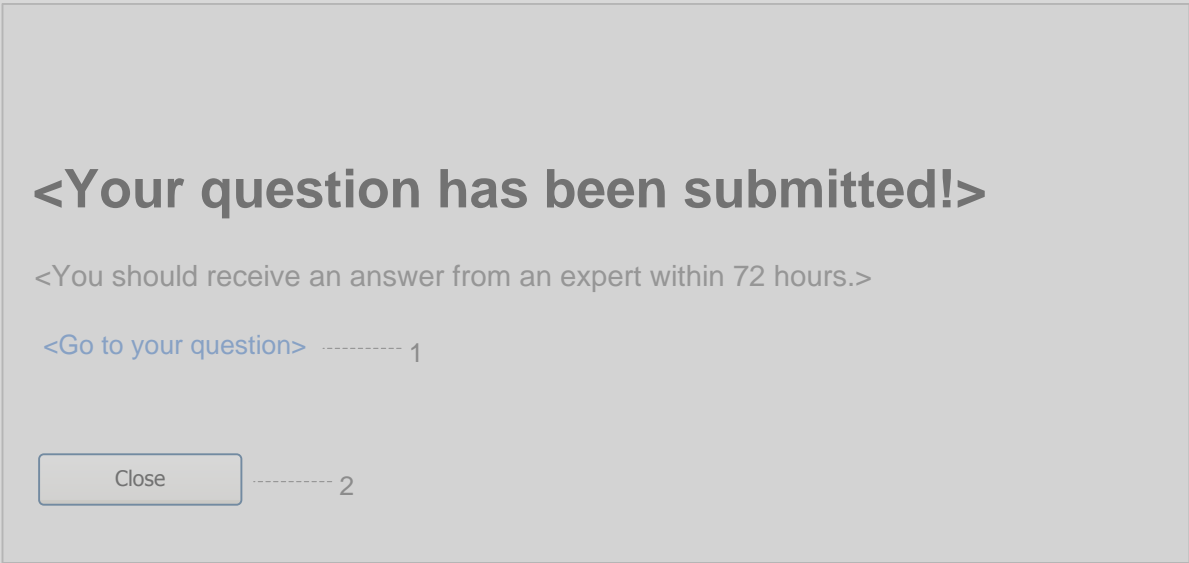 <Your question has been submitted!>
<You should receive an answer from an expert within 72 hours.>
<Go to your question> 1
Close 2